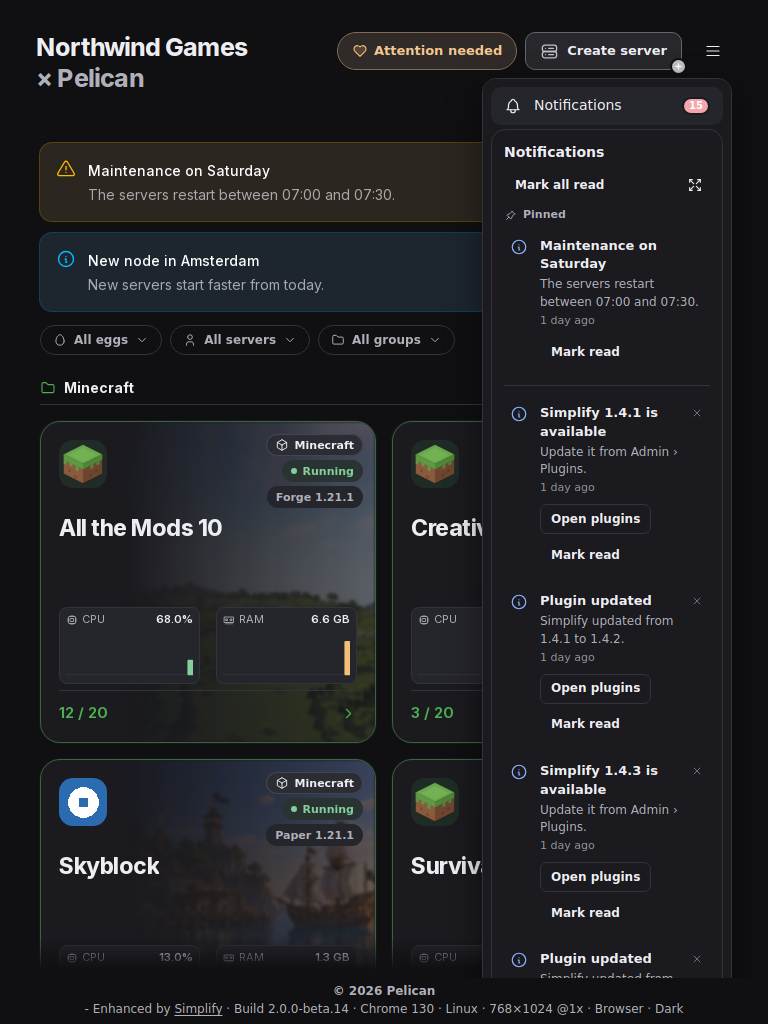 Northwind Games
× Pelican
Attention needed
Create server
Notifications
15
Maintenance on Saturday
The servers restart between 07:00 and 07:30.
New node in Amsterdam
New servers start faster from today.
All eggs
All servers
All groups
Minecraft
Minecraft
Running
Forge 1.21.1
All the Mods 10
CPU
68.0%
RAM
6.6 GB
12 / 20
CPU
3 / 20
Minecraft
Running
Paper 1.21.1
Skyblock
CPU
13.0%
RAM
1.3 GB
CPU
Notifications
Mark all read
Pinned
Maintenance on
Saturday
The servers restart
between 07:00 and 07:30.
1 day ago
Mark read
Simplify 1.4.1 is
available
Update it from Admin ›
Plugins.
1 day ago
Open plugins
Mark read
Plugin updated
Simplify updated from
1.4.1 to 1.4.2.
1 day ago
Open plugins
Mark read
Simplify 1.4.3 is
available
Update it from Admin ›
Plugins.
1 day ago
Open plugins
Mark read
Plugin updated
Simplify updated from
© 2026 Pelican
- Enhanced by Simplify · Build 2.0.0-beta.14 · Chrome 130 · Linux · 768×1024 @1x · Browser · Dark